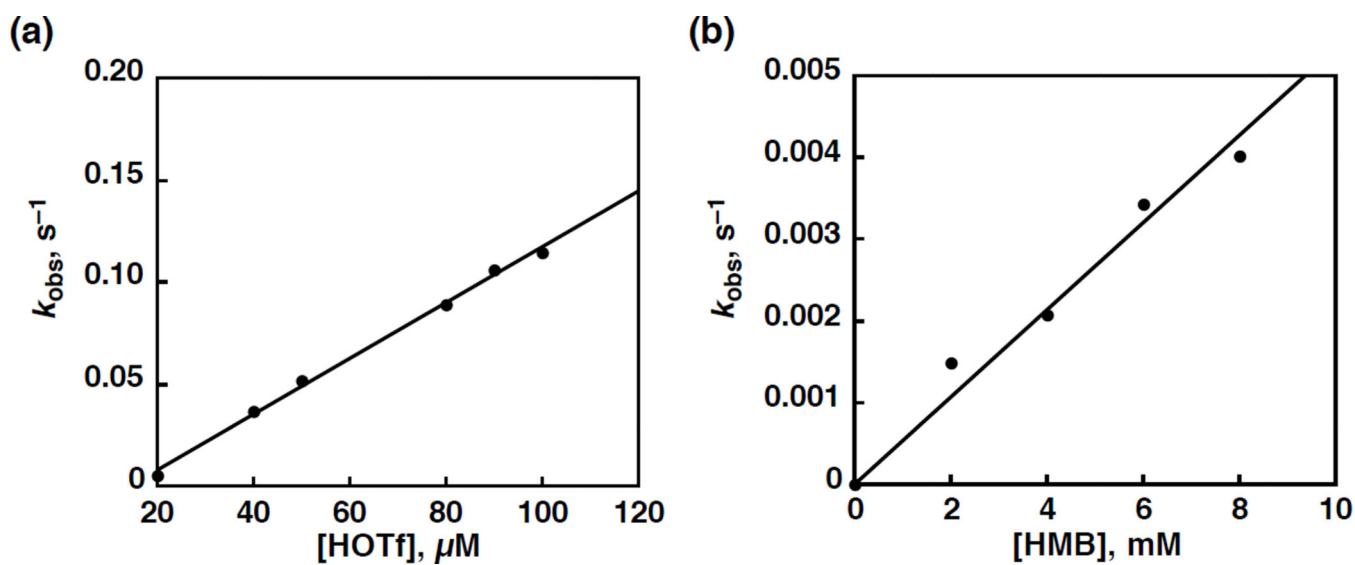 (a)
0.20
0.15
0.10
0.05
0
k_obs, s⁻¹
20 40 60 80 100 120
[HOTf], μM
(b)
0.005
0.004
0.003
0.002
0.001
0
k_obs, s⁻¹
0 2 4 6 8 10
[HMB], mM